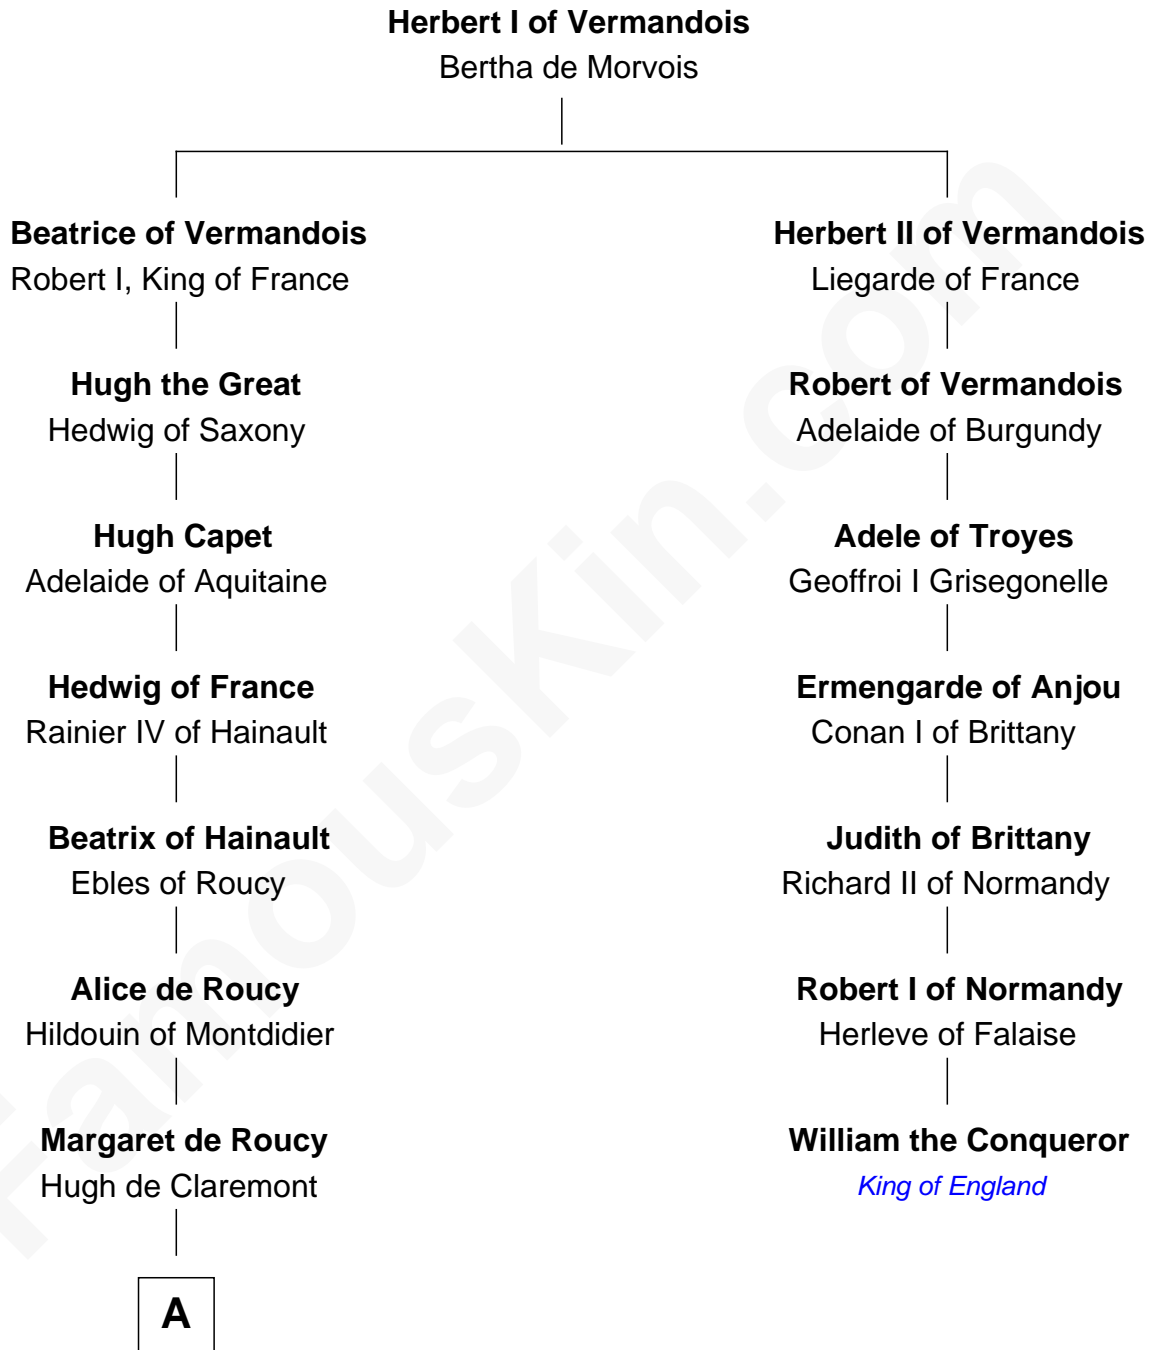 Herbert I of Vermandois
Bertha de Morvois
Beatrice of Vermandois
Robert I, King of France
Herbert II of Vermandois
Liegarde of France
Hugh the Great
Hedwig of Saxony
Robert of Vermandois
Adelaide of Burgundy
Hugh Capet
Adelaide of Aquitaine
Adele of Troyes
Geoffroi I Grisegonelle
Hedwig of France
Rainier IV of Hainault
Ermengarde of Anjou
Conan I of Brittany
Beatrix of Hainault
Ebles of Roucy
Judith of Brittany
Richard II of Normandy
Alice de Roucy
Hildouin of Montdidier
Robert I of Normandy
Herleve of Falaise
Margaret de Roucy
Hugh de Claremont
William the Conqueror
King of England
A
FamousKin.com